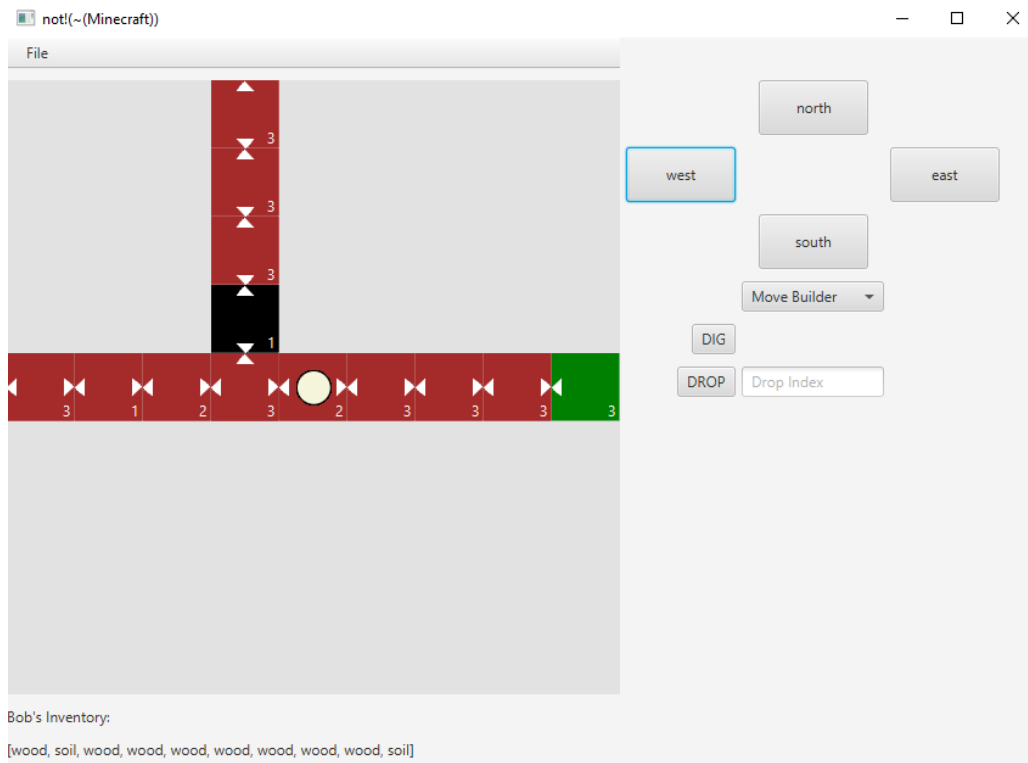 not!(~(Minecraft))
File
north
3
west
east
3
south
3
Move Builder
1
DIG
DROP
Drop Index
3 1 2 3 2 3 3 3 3
Bob's Inventory:
[wood, soil, wood, wood, wood, wood, wood, wood, wood, soil]